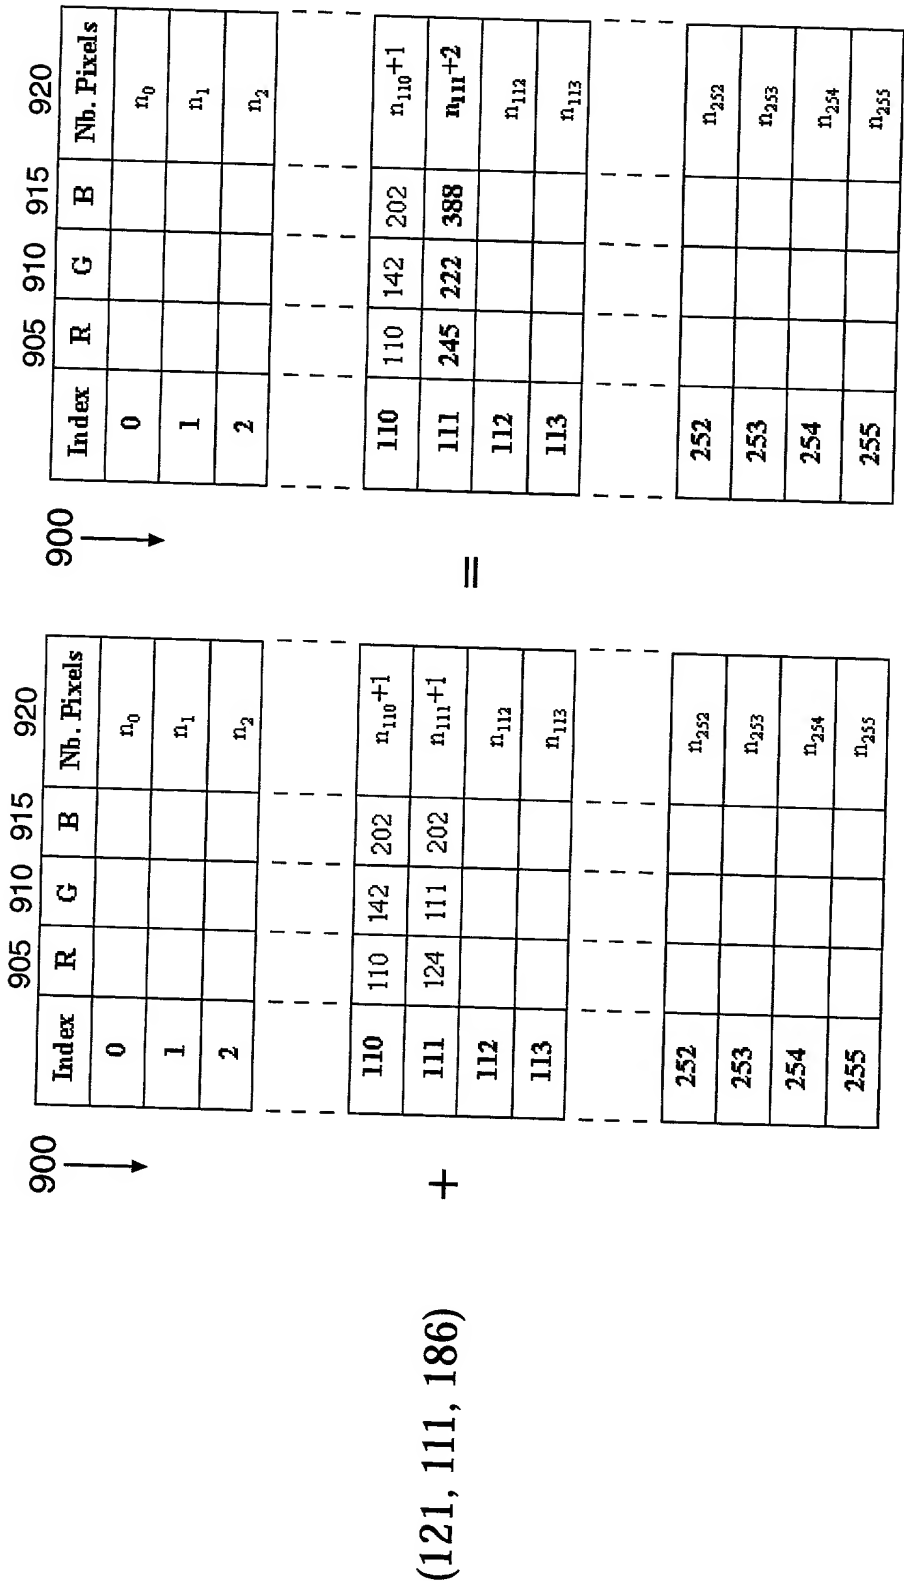 (121, 111, 186)
+
900
905 910 915 920
Index R G B Nb. Pixels
0 n₀
1 n₁
2 n₂
110 110 142 202 n₁₁₀+1
111 124 111 202 n₁₁₁+1
112 n₁₁₂
113 n₁₁₃
252 n₂₅₂
253 n₂₅₃
254 n₂₅₄
255 n₂₅₅
=
900
905 910 915 920
Index R G B Nb. Pixels
0 n₀
1 n₁
2 n₂
110 110 142 202 n₁₁₀+1
111 245 222 388 n₁₁₁+2
112 n₁₁₂
113 n₁₁₃
252 n₂₅₂
253 n₂₅₃
254 n₂₅₄
255 n₂₅₅